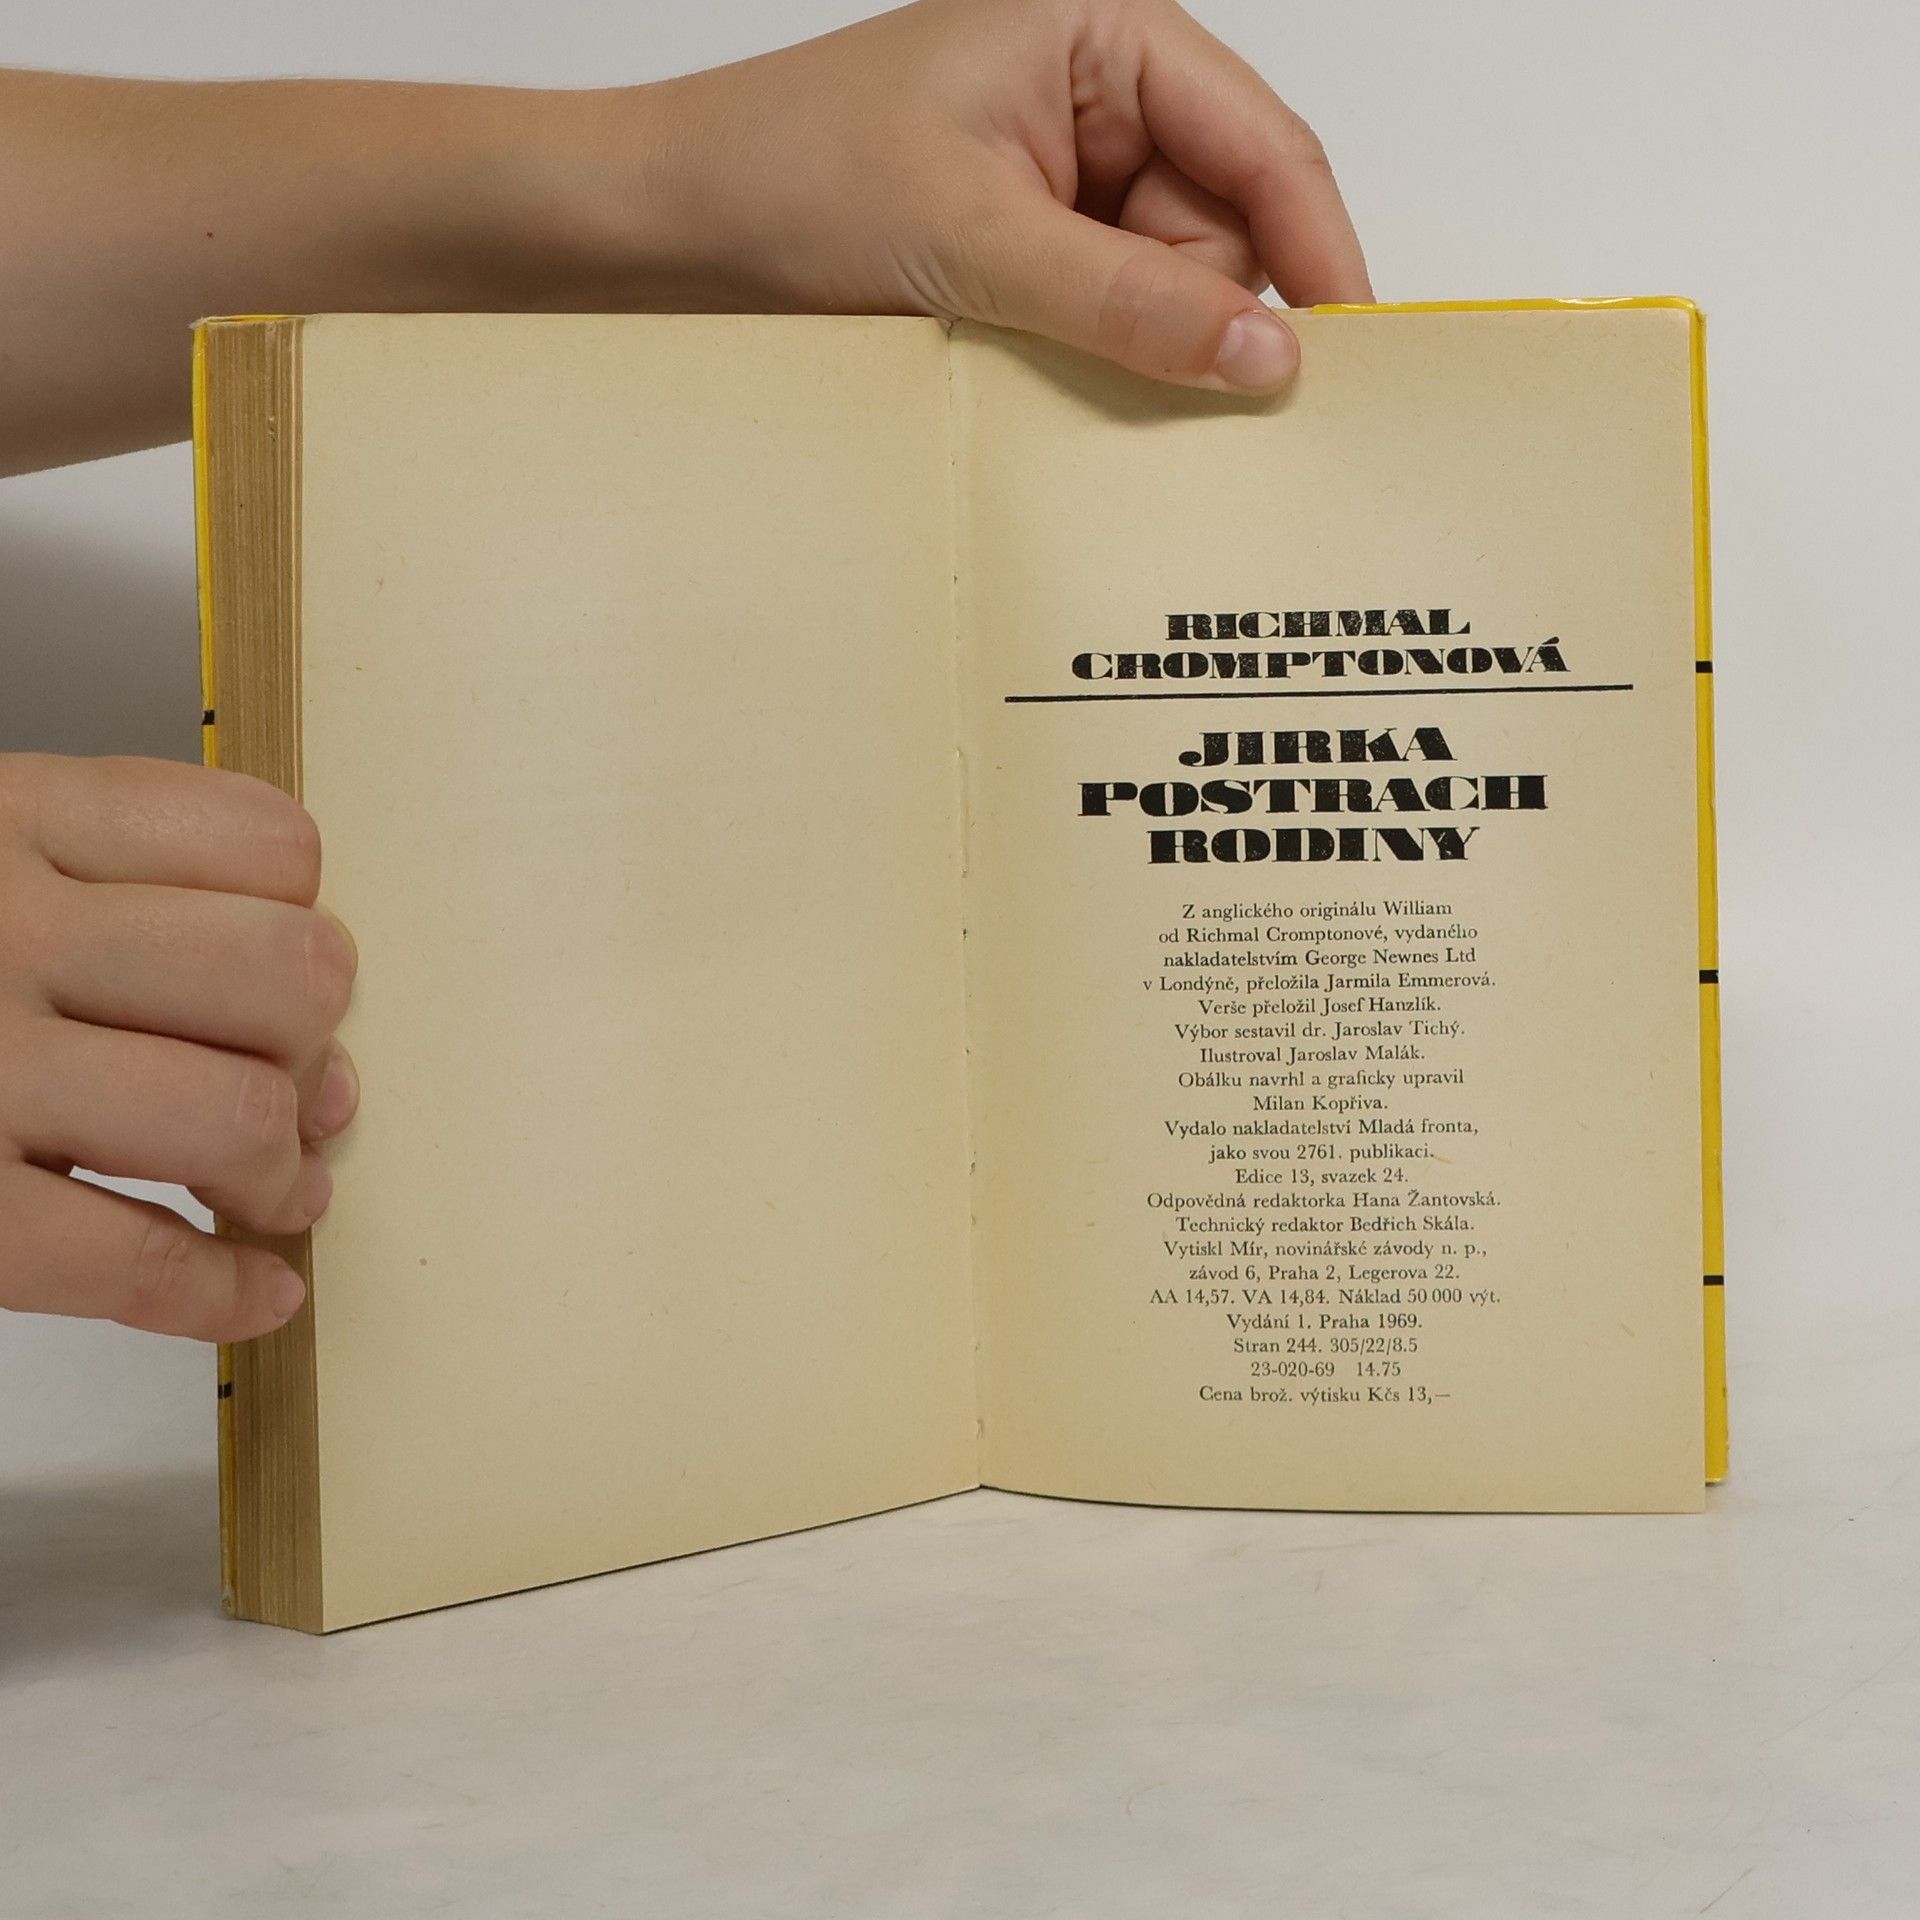 RICHMAL
CROMPTONOVÁ
JIRKA
POSTRACH
RODINY
Z anglického originálu William
od Richmal Cromptonové, vydaného
nakladatelstvím George Newnes Ltd
v Londýně, přeložila Jarmila Emmerová.
Verše přeložil Josef Hanzlík.
Výbor sestavil dr. Jaroslav Tichý.
Ilustroval Jaroslav Malák.
Obálku navrhl a graficky upravil
Milan Kopřiva.
Vydalo nakladatelství Mladá fronta,
jako svou 2761. publikaci.
Edice 13, svazek 24.
Odpovědná redaktorka Hana Žantovská.
Technický redaktor Bedřich Skála.
Vytiskl Mír, novinářské závody n. p.,
závod 6, Praha 2, Legerova 22.
AA 14,57. VA 14,84. Náklad 50 000 výt.
Vydání 1. Praha 1969.
Stran 244. 305/22/8.5
23-020-69 14.75
Cena brož. výtisku Kčs 13,—